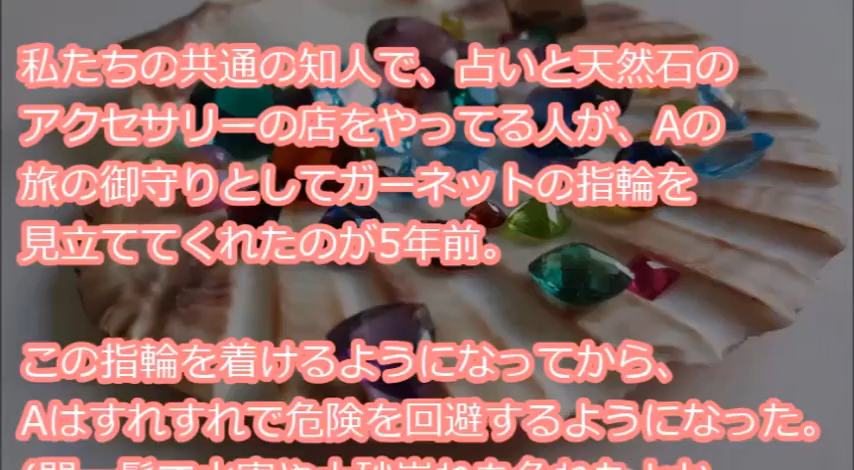 私たちの共通の知人で、占いと天然石の
アクセサリーの店をやってる人が、Aの
旅の御守りとしてガーネットの指輪を
見立ててくれたのが5年前。
この指輪を着けるようになってから、
Aはすれすれで危険を回避するようになった。